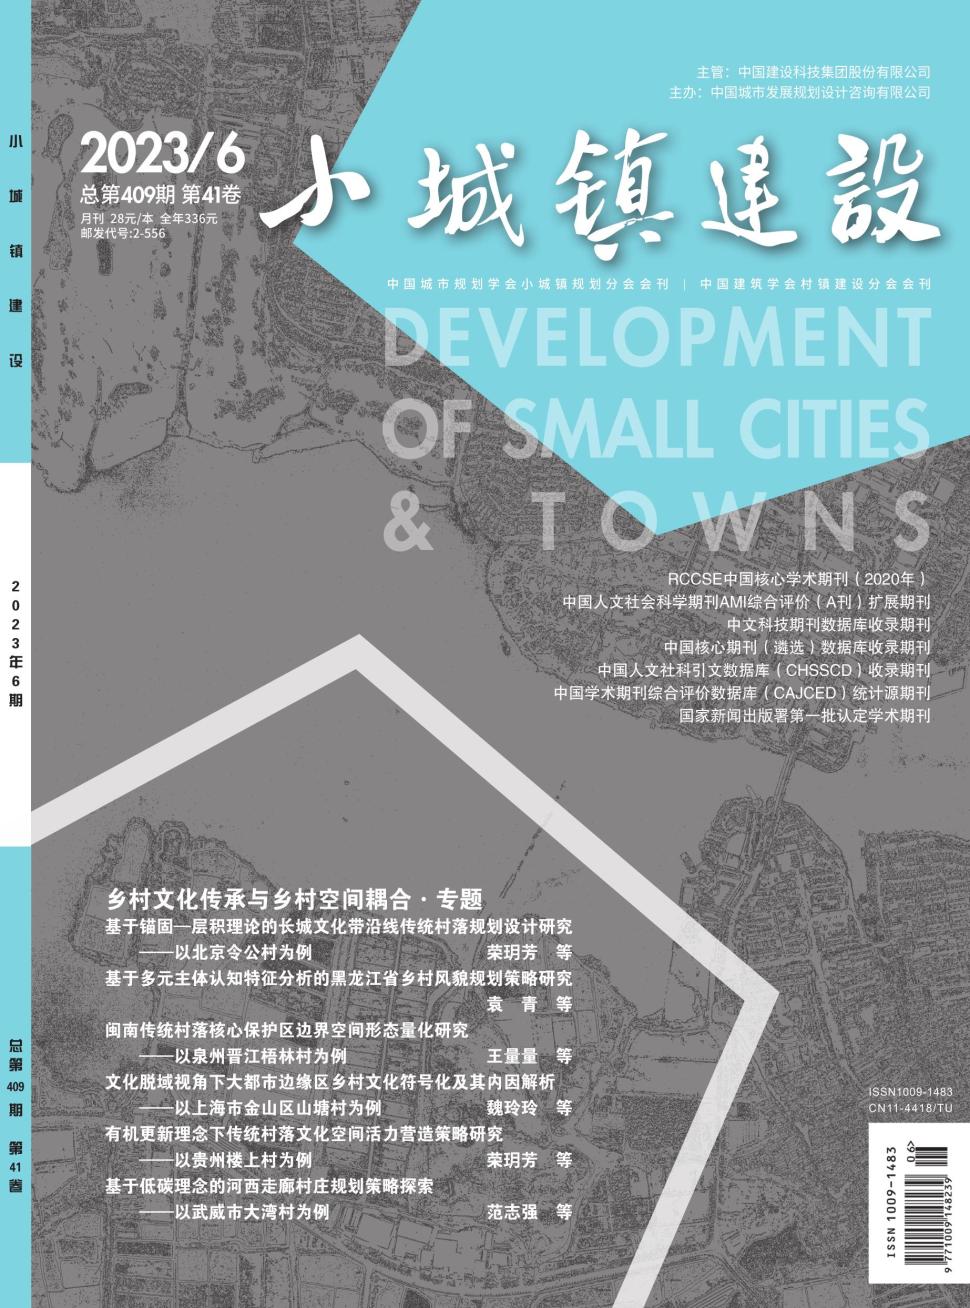 主管：中国建设科技集团股份有限公司
主办：中国城市发展规划设计咨询有限公司
2023/6
总第409期 第41卷
月刊 28元/本 全年336元
邮发代号:2-556
小城镇建設
中国城市规划学会小城镇规划分会会刊 | 中国建筑学会村镇建设分会会刊
DEVELOPMENT
OF SMALL CITIES
& TOWNS
RCCSE中国核心学术期刊（2020年）
中国人文社会科学期刊AMI综合评价（A刊）扩展期刊
中文科技期刊数据库收录期刊
中国核心期刊（遴选）数据库收录期刊
中国人文社科引文数据库（CHSSCD）收录期刊
中国学术期刊综合评价数据库（CAJCED）统计源期刊
国家新闻出版署第一批认定学术期刊
乡村文化传承与乡村空间耦合·专题
基于锚固—层积理论的长城文化带沿线传统村落规划设计研究
——以北京令公村为例 荣玥芳 等
基于多元主体认知特征分析的黑龙江省乡村风貌规划策略研究
袁 青 等
闽南传统村落核心保护区边界空间形态量化研究
——以泉州晋江梧林村为例 王量量 等
文化脱域视角下大都市边缘区乡村文化符号化及其内因解析
——以上海市金山区山塘村为例 魏玲玲 等
有机更新理念下传统村落文化空间活力营造策略研究
——以贵州楼上村为例 荣玥芳 等
基于低碳理念的河西走廊村庄规划策略探索
——以武威市大湾村为例 范志强 等
ISSN1009-1483
CN11-4418/TU
ISSN 1009-1483
06>
9 771009 148239
小城镇建设
2023年6期
总第409期 第41卷